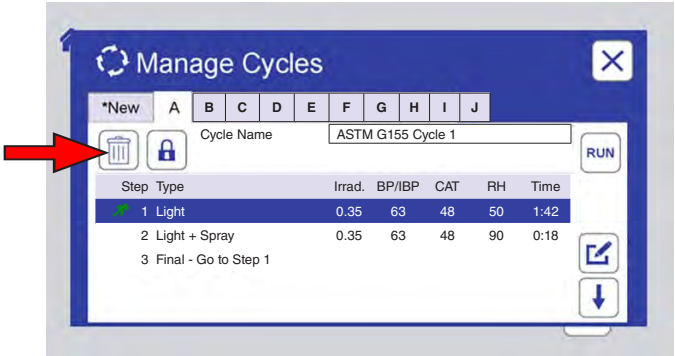 Manage Cycles
*New A B C D E F G H I J
Cycle Name ASTM G155 Cycle 1
RUN
Step Type Irrad. BP/IBP CAT RH Time
1 Light 0.35 63 48 50 1:42
2 Light + Spray 0.35 63 48 90 0:18
3 Final - Go to Step 1